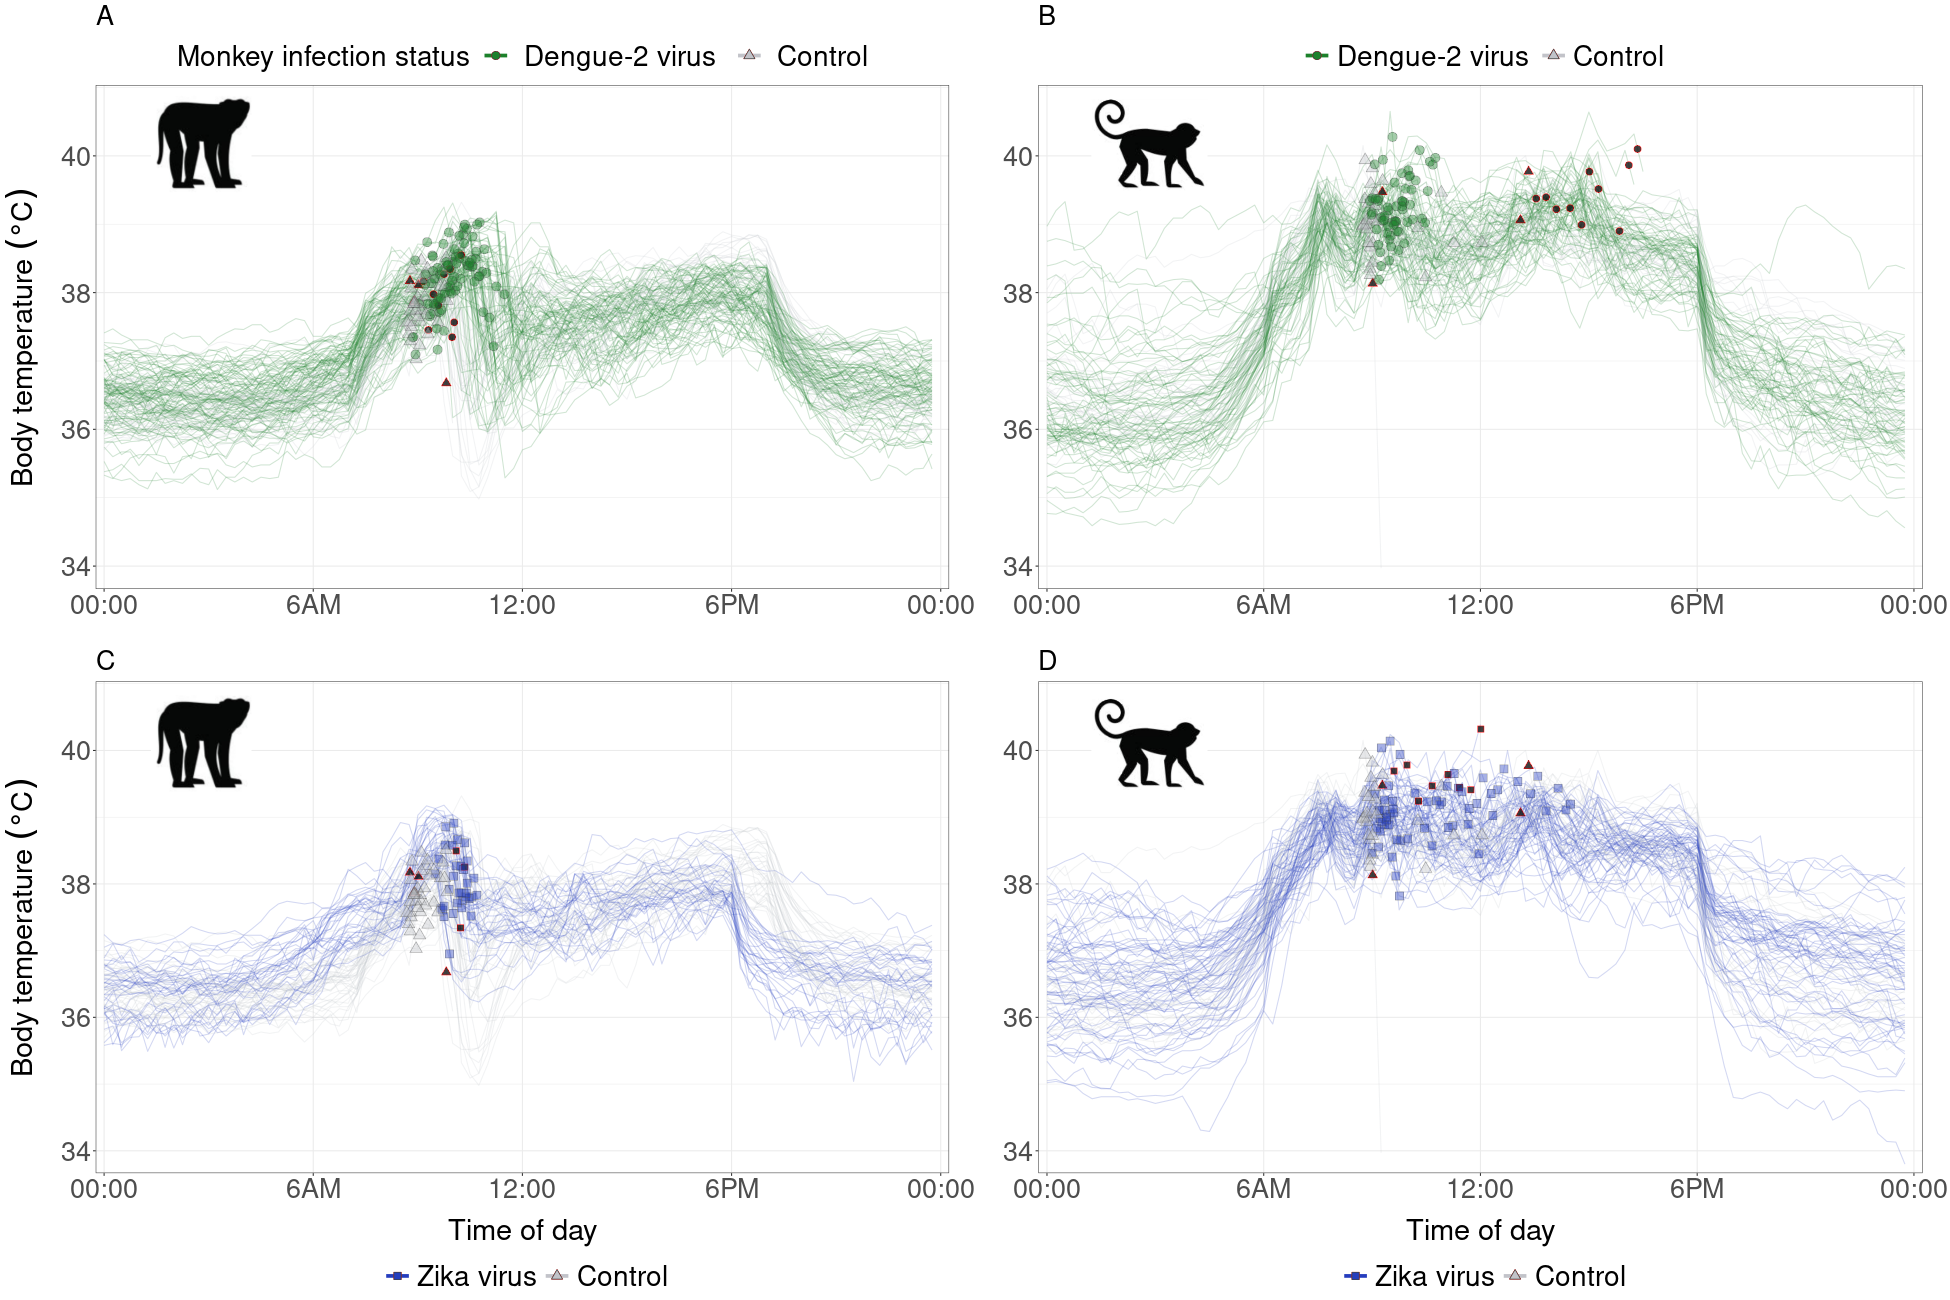 A
Monkey infection status Dengue-2 virus Control
Body temperature (°C)
40
38
36
34
00:00 6AM 12:00 6PM 00:00
B
Dengue-2 virus Control
40
38
36
34
00:00 6AM 12:00 6PM 00:00
C
Body temperature (°C)
40
38
36
34
00:00 6AM 12:00 6PM 00:00
Time of day
Zika virus Control
D
40
38
36
34
00:00 6AM 12:00 6PM 00:00
Time of day
Zika virus Control